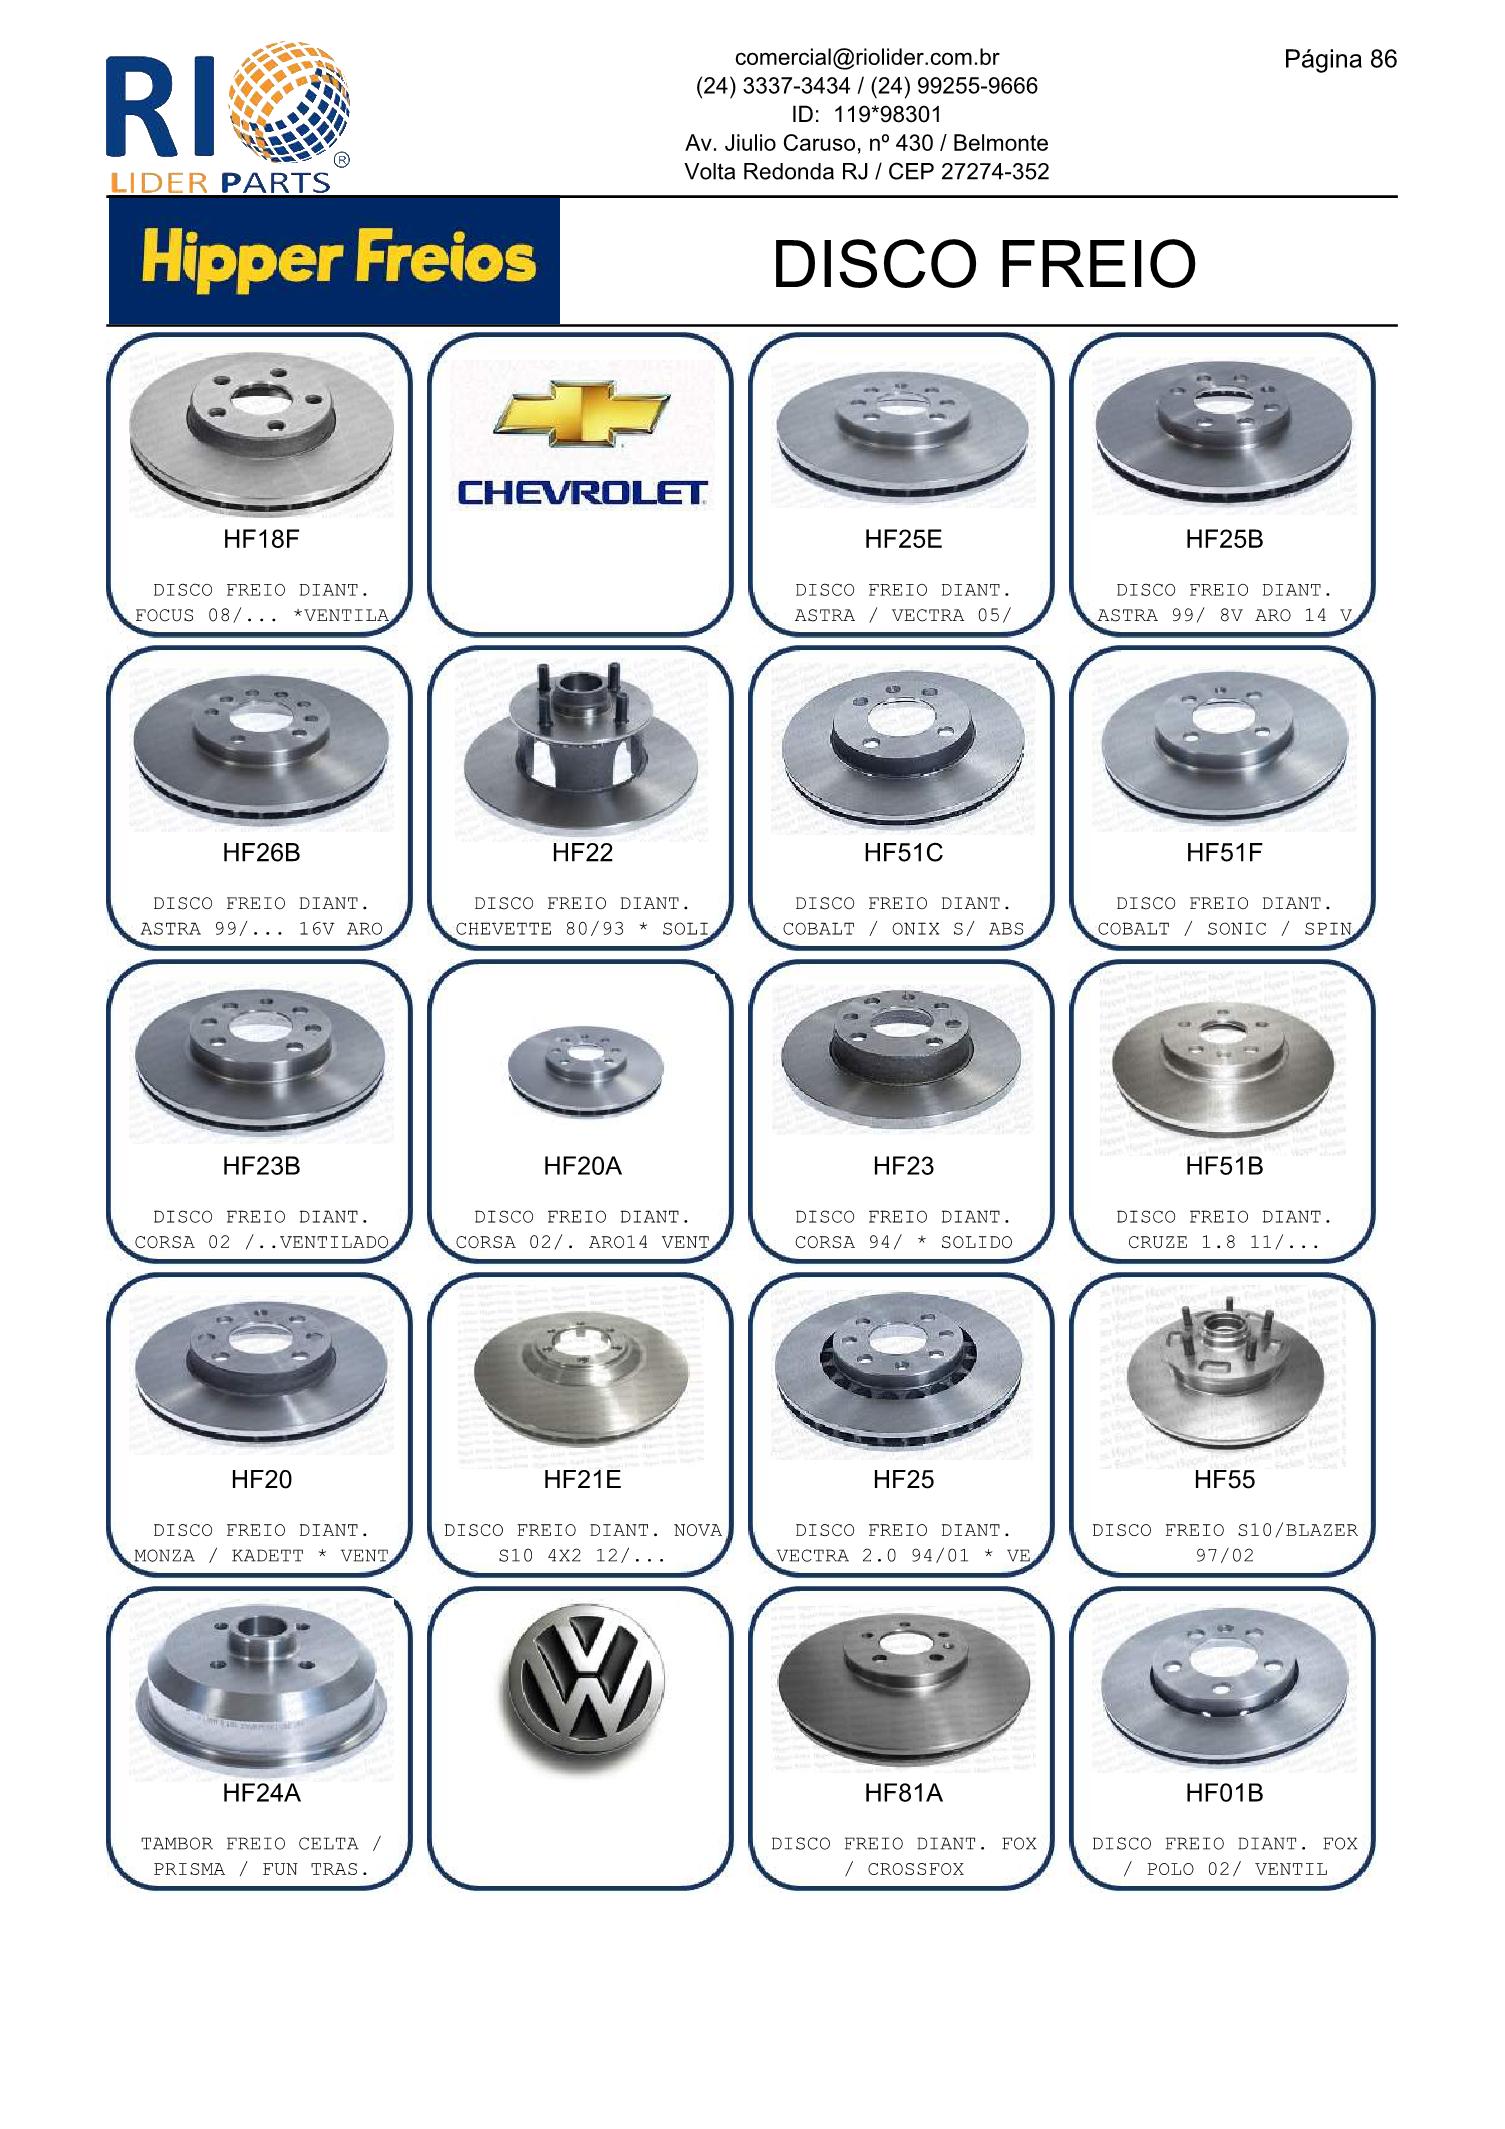 RIO
LIDER PARTS
®
comercial@riolider.com.br
(24) 3337-3434 / (24) 99255-9666
ID: 119*98301
Av. Jiulio Caruso, nº 430 / Belmonte
Volta Redonda RJ / CEP 27274-352
Página 86
Hipper Freios
DISCO FREIO
HF18F
DISCO FREIO DIANT.
FOCUS 08/... *VENTILA
CHEVROLET
HF25E
DISCO FREIO DIANT.
ASTRA / VECTRA 05/
HF25B
DISCO FREIO DIANT.
ASTRA 99/ 8V ARO 14 V
HF26B
DISCO FREIO DIANT.
ASTRA 99/... 16V ARO
HF22
DISCO FREIO DIANT.
CHEVETTE 80/93 * SOLI
HF51C
DISCO FREIO DIANT.
COBALT / ONIX S/ ABS
HF51F
DISCO FREIO DIANT.
COBALT / SONIC / SPIN
HF23B
DISCO FREIO DIANT.
CORSA 02 /..VENTILADO
HF20A
DISCO FREIO DIANT.
CORSA 02/. ARO14 VENT
HF23
DISCO FREIO DIANT.
CORSA 94/ * SOLIDO
HF51B
DISCO FREIO DIANT.
CRUZE 1.8 11/...
HF20
DISCO FREIO DIANT.
MONZA / KADETT * VENT
HF21E
DISCO FREIO DIANT. NOVA
S10 4X2 12/...
HF25
DISCO FREIO DIANT.
VECTRA 2.0 94/01 * VE
HF55
DISCO FREIO S10/BLAZER
97/02
HF24A
TAMBOR FREIO CELTA /
PRISMA / FUN TRAS.
VW
HF81A
DISCO FREIO DIANT. FOX
/ CROSSFOX
HF01B
DISCO FREIO DIANT. FOX
/ POLO 02/ VENTIL